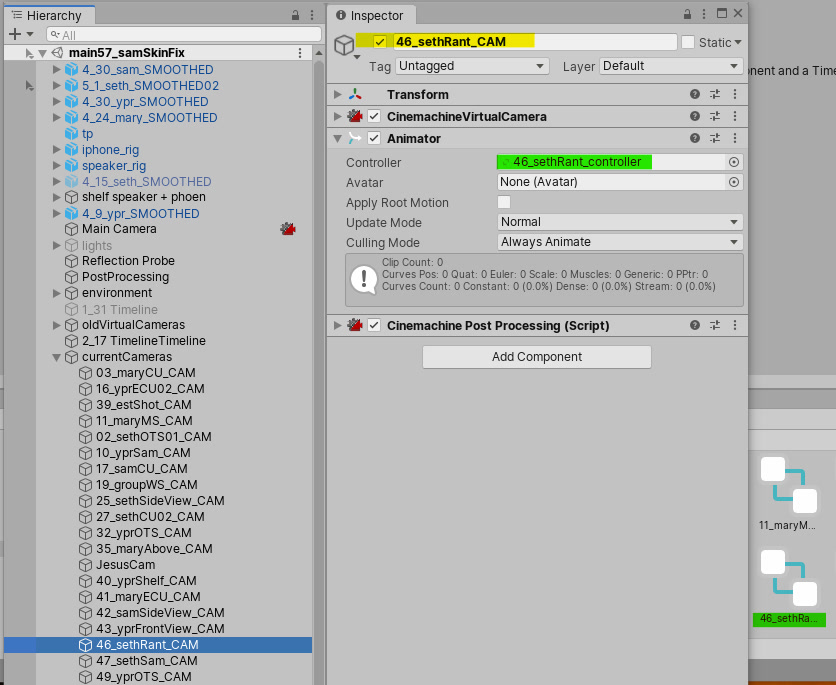 Hierarchy
All
main57_samSkinFix
4_30_sam_SMOOTHED
5_1_seth_SMOOTHED02
4_30_ypr_SMOOTHED
4_24_mary_SMOOTHED
tp
iphone_rig
speaker_rig
4_15_seth_SMOOTHED
shelf speaker + phoen
4_9_ypr_SMOOTHED
Main Camera
lights
Reflection Probe
PostProcessing
environment
1_31 Timeline
oldVirtualCameras
2_17 TimelineTimeline
currentCameras
03_maryCU_CAM
16_yprECU02_CAM
39_estShot_CAM
11_maryMS_CAM
02_sethOTS01_CAM
10_yprSam_CAM
17_samCU_CAM
19_groupWS_CAM
25_sethSideView_CAM
27_sethCU02_CAM
32_yprOTS_CAM
35_maryAbove_CAM
JesusCam
40_yprShelf_CAM
41_maryECU_CAM
42_samSideView_CAM
43_yprFrontView_CAM
46_sethRant_CAM
47_sethSam_CAM
49_yprOTS_CAM
Inspector
46_sethRant_CAM
Static
Tag Untagged Layer Default
Transform
CinemachineVirtualCamera
Animator
Controller 46_sethRant_controller
Avatar None (Avatar)
Apply Root Motion
Update Mode Normal
Culling Mode Always Animate
Clip Count: 0
Curves Pos: 0 Quat: 0 Euler: 0 Scale: 0 Muscles: 0 Generic: 0 PPtr: 0
Curves Count: 0 Constant: 0 (0.0%) Dense: 0 (0.0%) Stream: 0 (0.0%)
Cinemachine Post Processing (Script)
Add Component
onent and a Time
11_maryM...
46_sethRa...